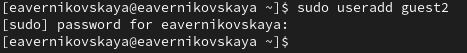 [eavernikovskaya@eavernikovskaya ~]$ sudo useradd guest2
[sudo] password for eavernikovskaya:
[eavernikovskaya@eavernikovskaya ~]$